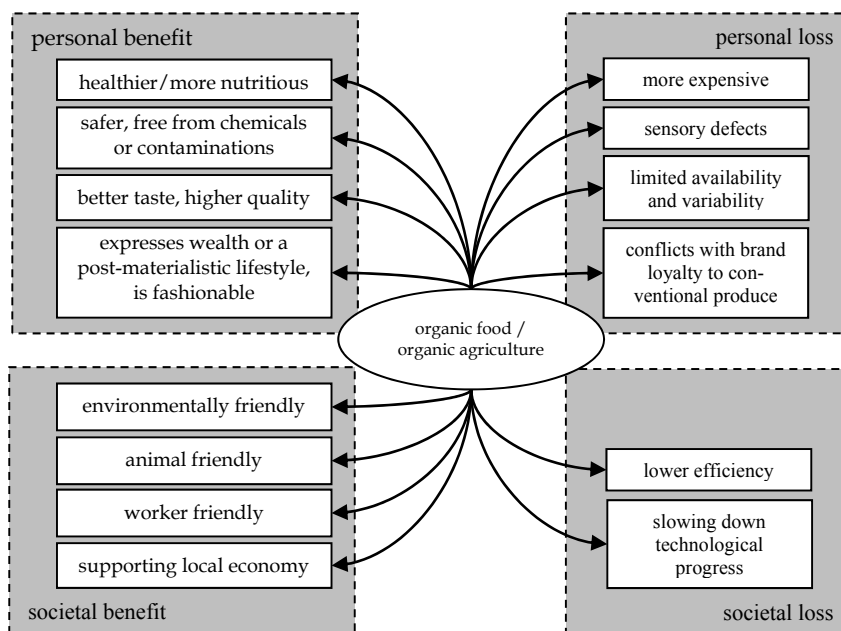 personal benefit
healthier/more nutritious
safer, free from chemicals
or contaminations
better taste, higher quality
expresses wealth or a
post-materialistic lifestyle,
is fashionable
personal loss
more expensive
sensory defects
limited availability
and variability
conflicts with brand
loyalty to con-
ventional produce
organic food /
organic agriculture
environmentally friendly
animal friendly
worker friendly
supporting local economy
societal benefit
lower efficiency
slowing down
technological
progress
societal loss